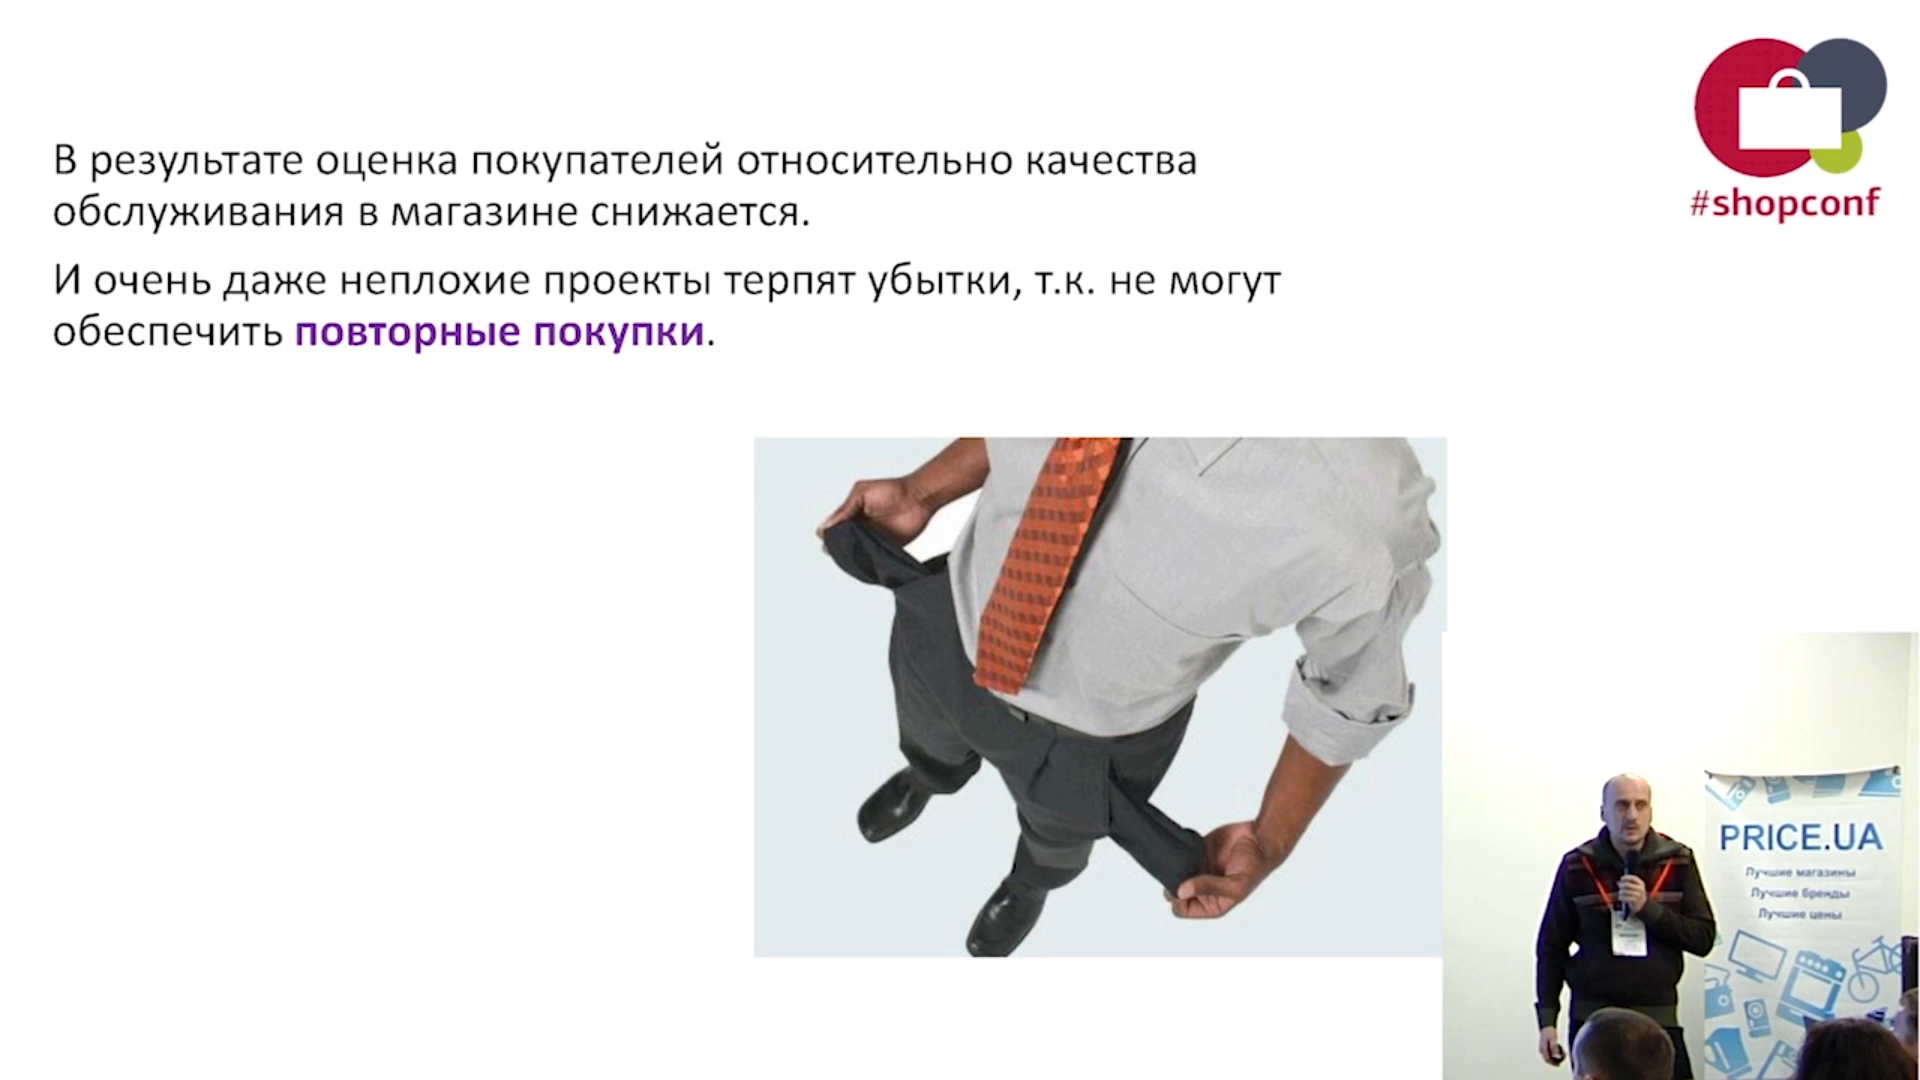 В результате оценка покупателей относительно качества
обслуживания в магазине снижается.
И очень даже неплохие проекты терпят убытки, т.к. не могут
обеспечить повторные покупки.
#shopconf
PRICE.UA
Лучшие магазины
Лучшие бренды
Лучшие цены